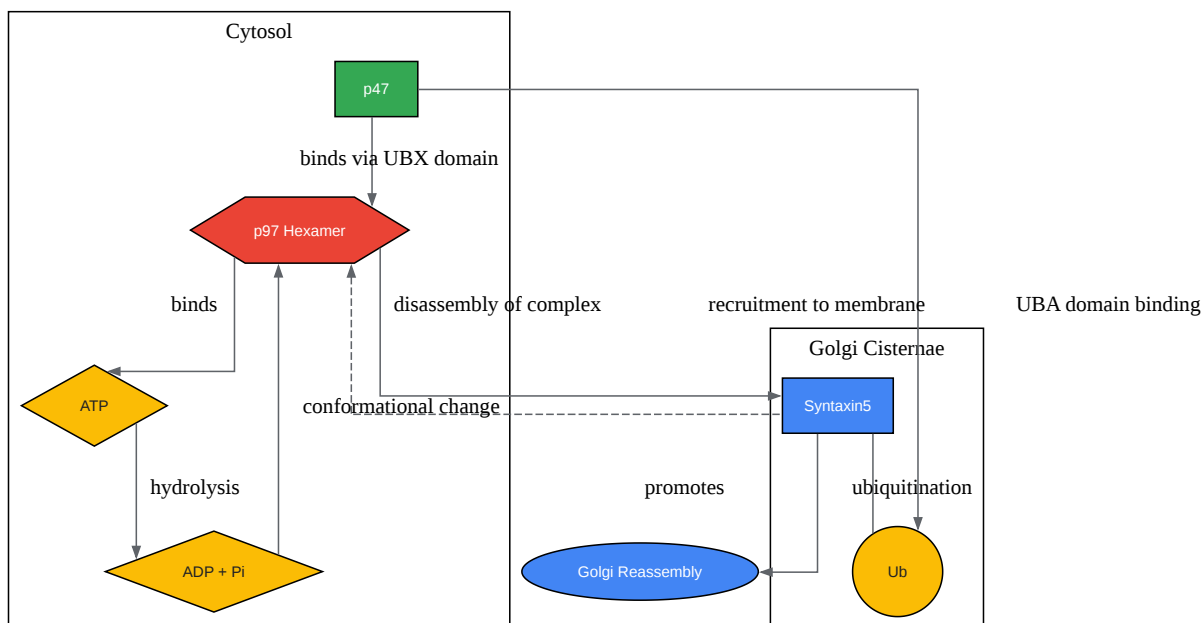 Cytosol
p47
binds via UBX domain
p97 Hexamer
binds
disassembly of complex
recruitment to membrane
UBA domain binding
Golgi Cisternae
ATP
conformational change
Syntaxin5
hydrolysis
promotes
ubiquitination
ADP + Pi
Golgi Reassembly
Ub